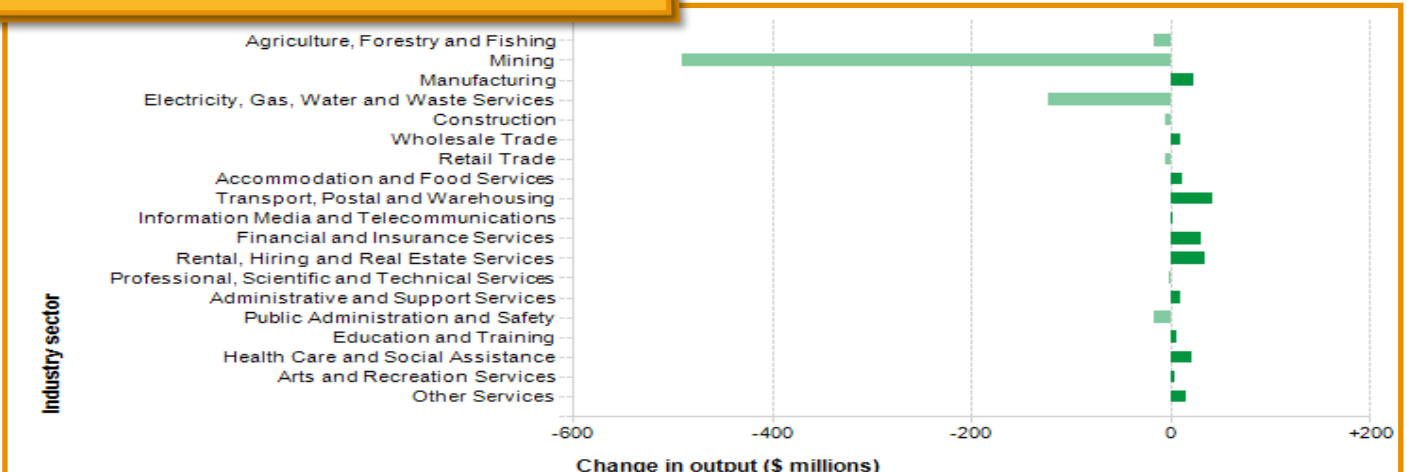 Agriculture, Forestry and Fishing
Mining
Manufacturing
Electricity, Gas, Water and Waste Services
Construction
Wholesale Trade
Retail Trade
Accommodation and Food Services
Transport, Postal and Warehousing
Information Media and Telecommunications
Financial and Insurance Services
Rental, Hiring and Real Estate Services
Professional, Scientific and Technical Services
Administrative and Support Services
Public Administration and Safety
Education and Training
Health Care and Social Assistance
Arts and Recreation Services
Other Services
Industry sector
-600 -400 -200 0 +200
Change in output ($ millions)